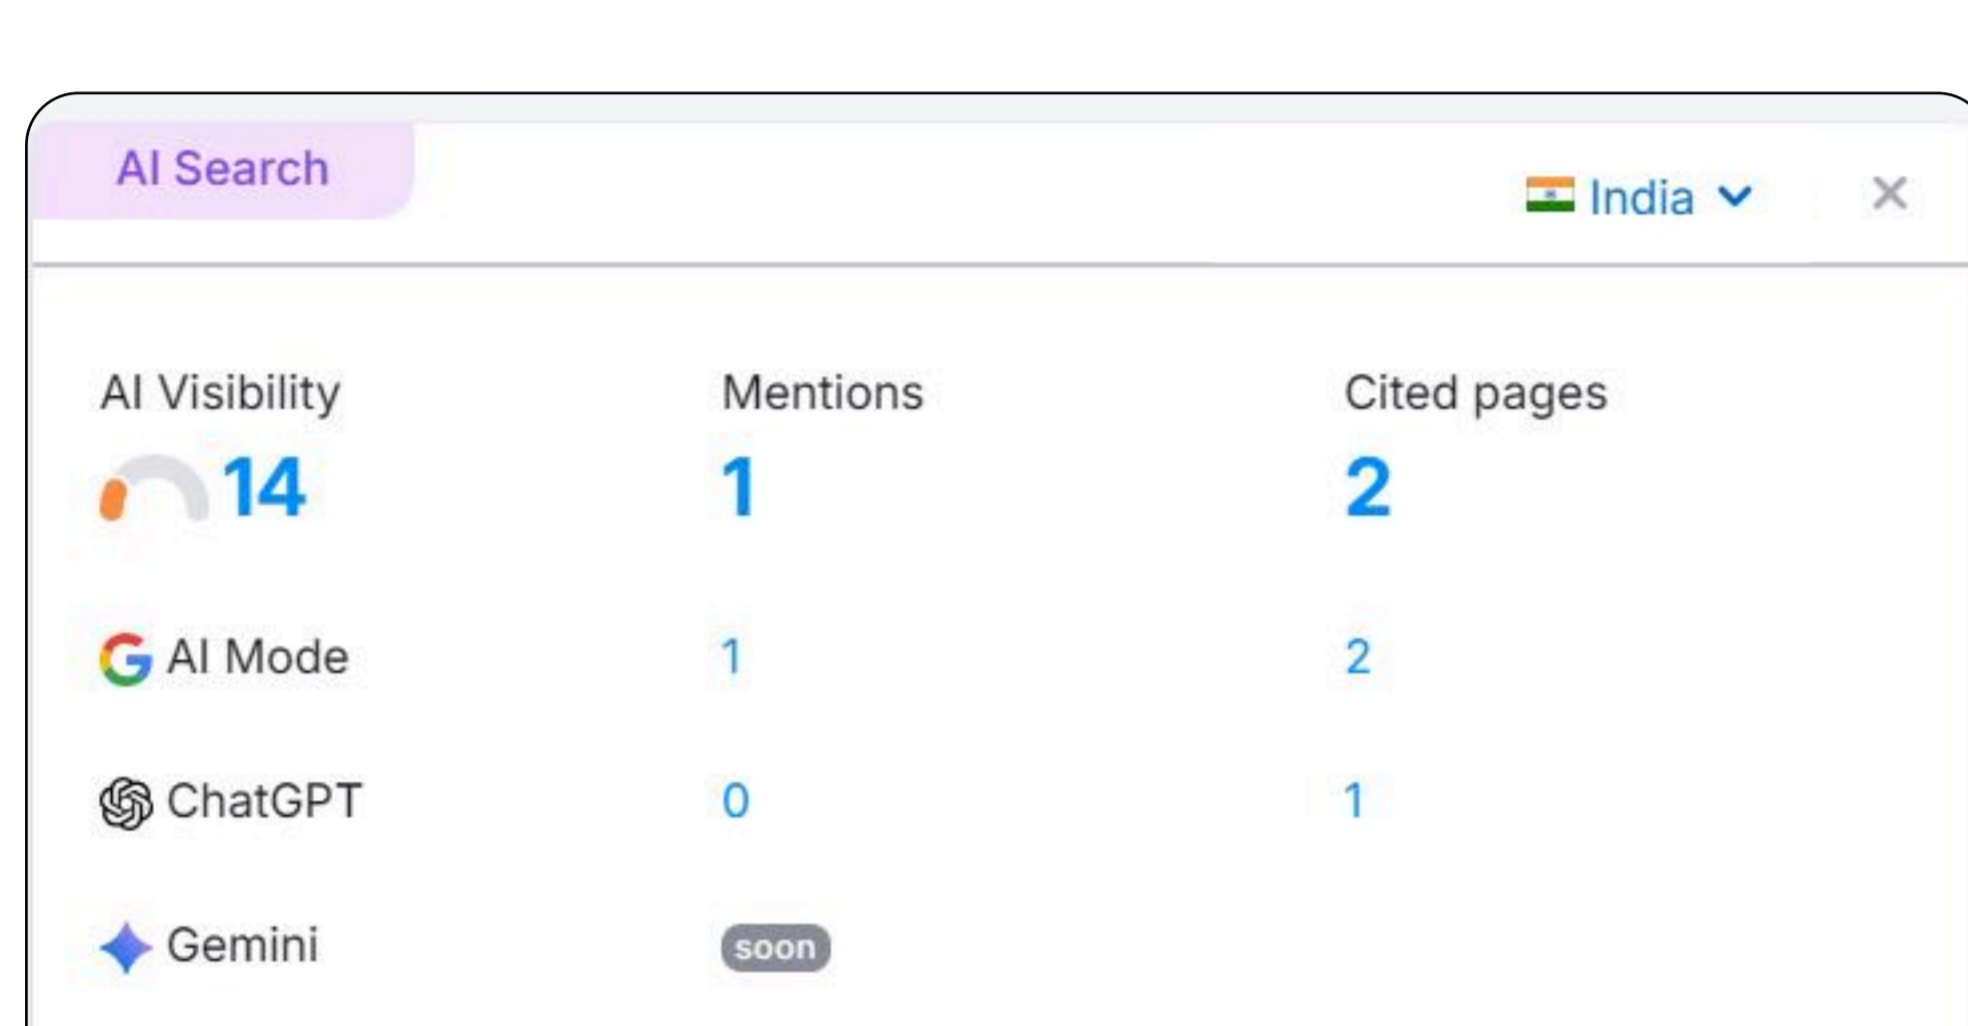 AI Search
India
AI Visibility Mentions Cited pages
14 1 2
AI Mode 1 2
ChatGPT 0 1
Gemini soon